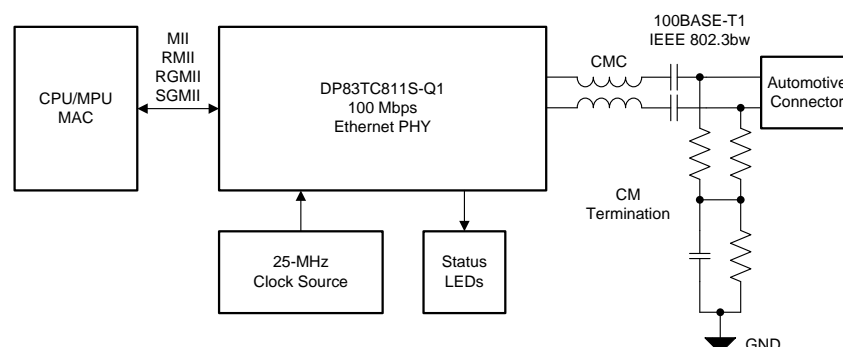 MII
RMII
RGMII
SGMII
CPU/MPU
MAC
DP83TC811S-Q1
100 Mbps
Ethernet PHY
25-MHz
Clock Source
Status
LEDs
CMC
100BASE-T1
IEEE 802.3bw
Automotive
Connector
CM
Termination
GND